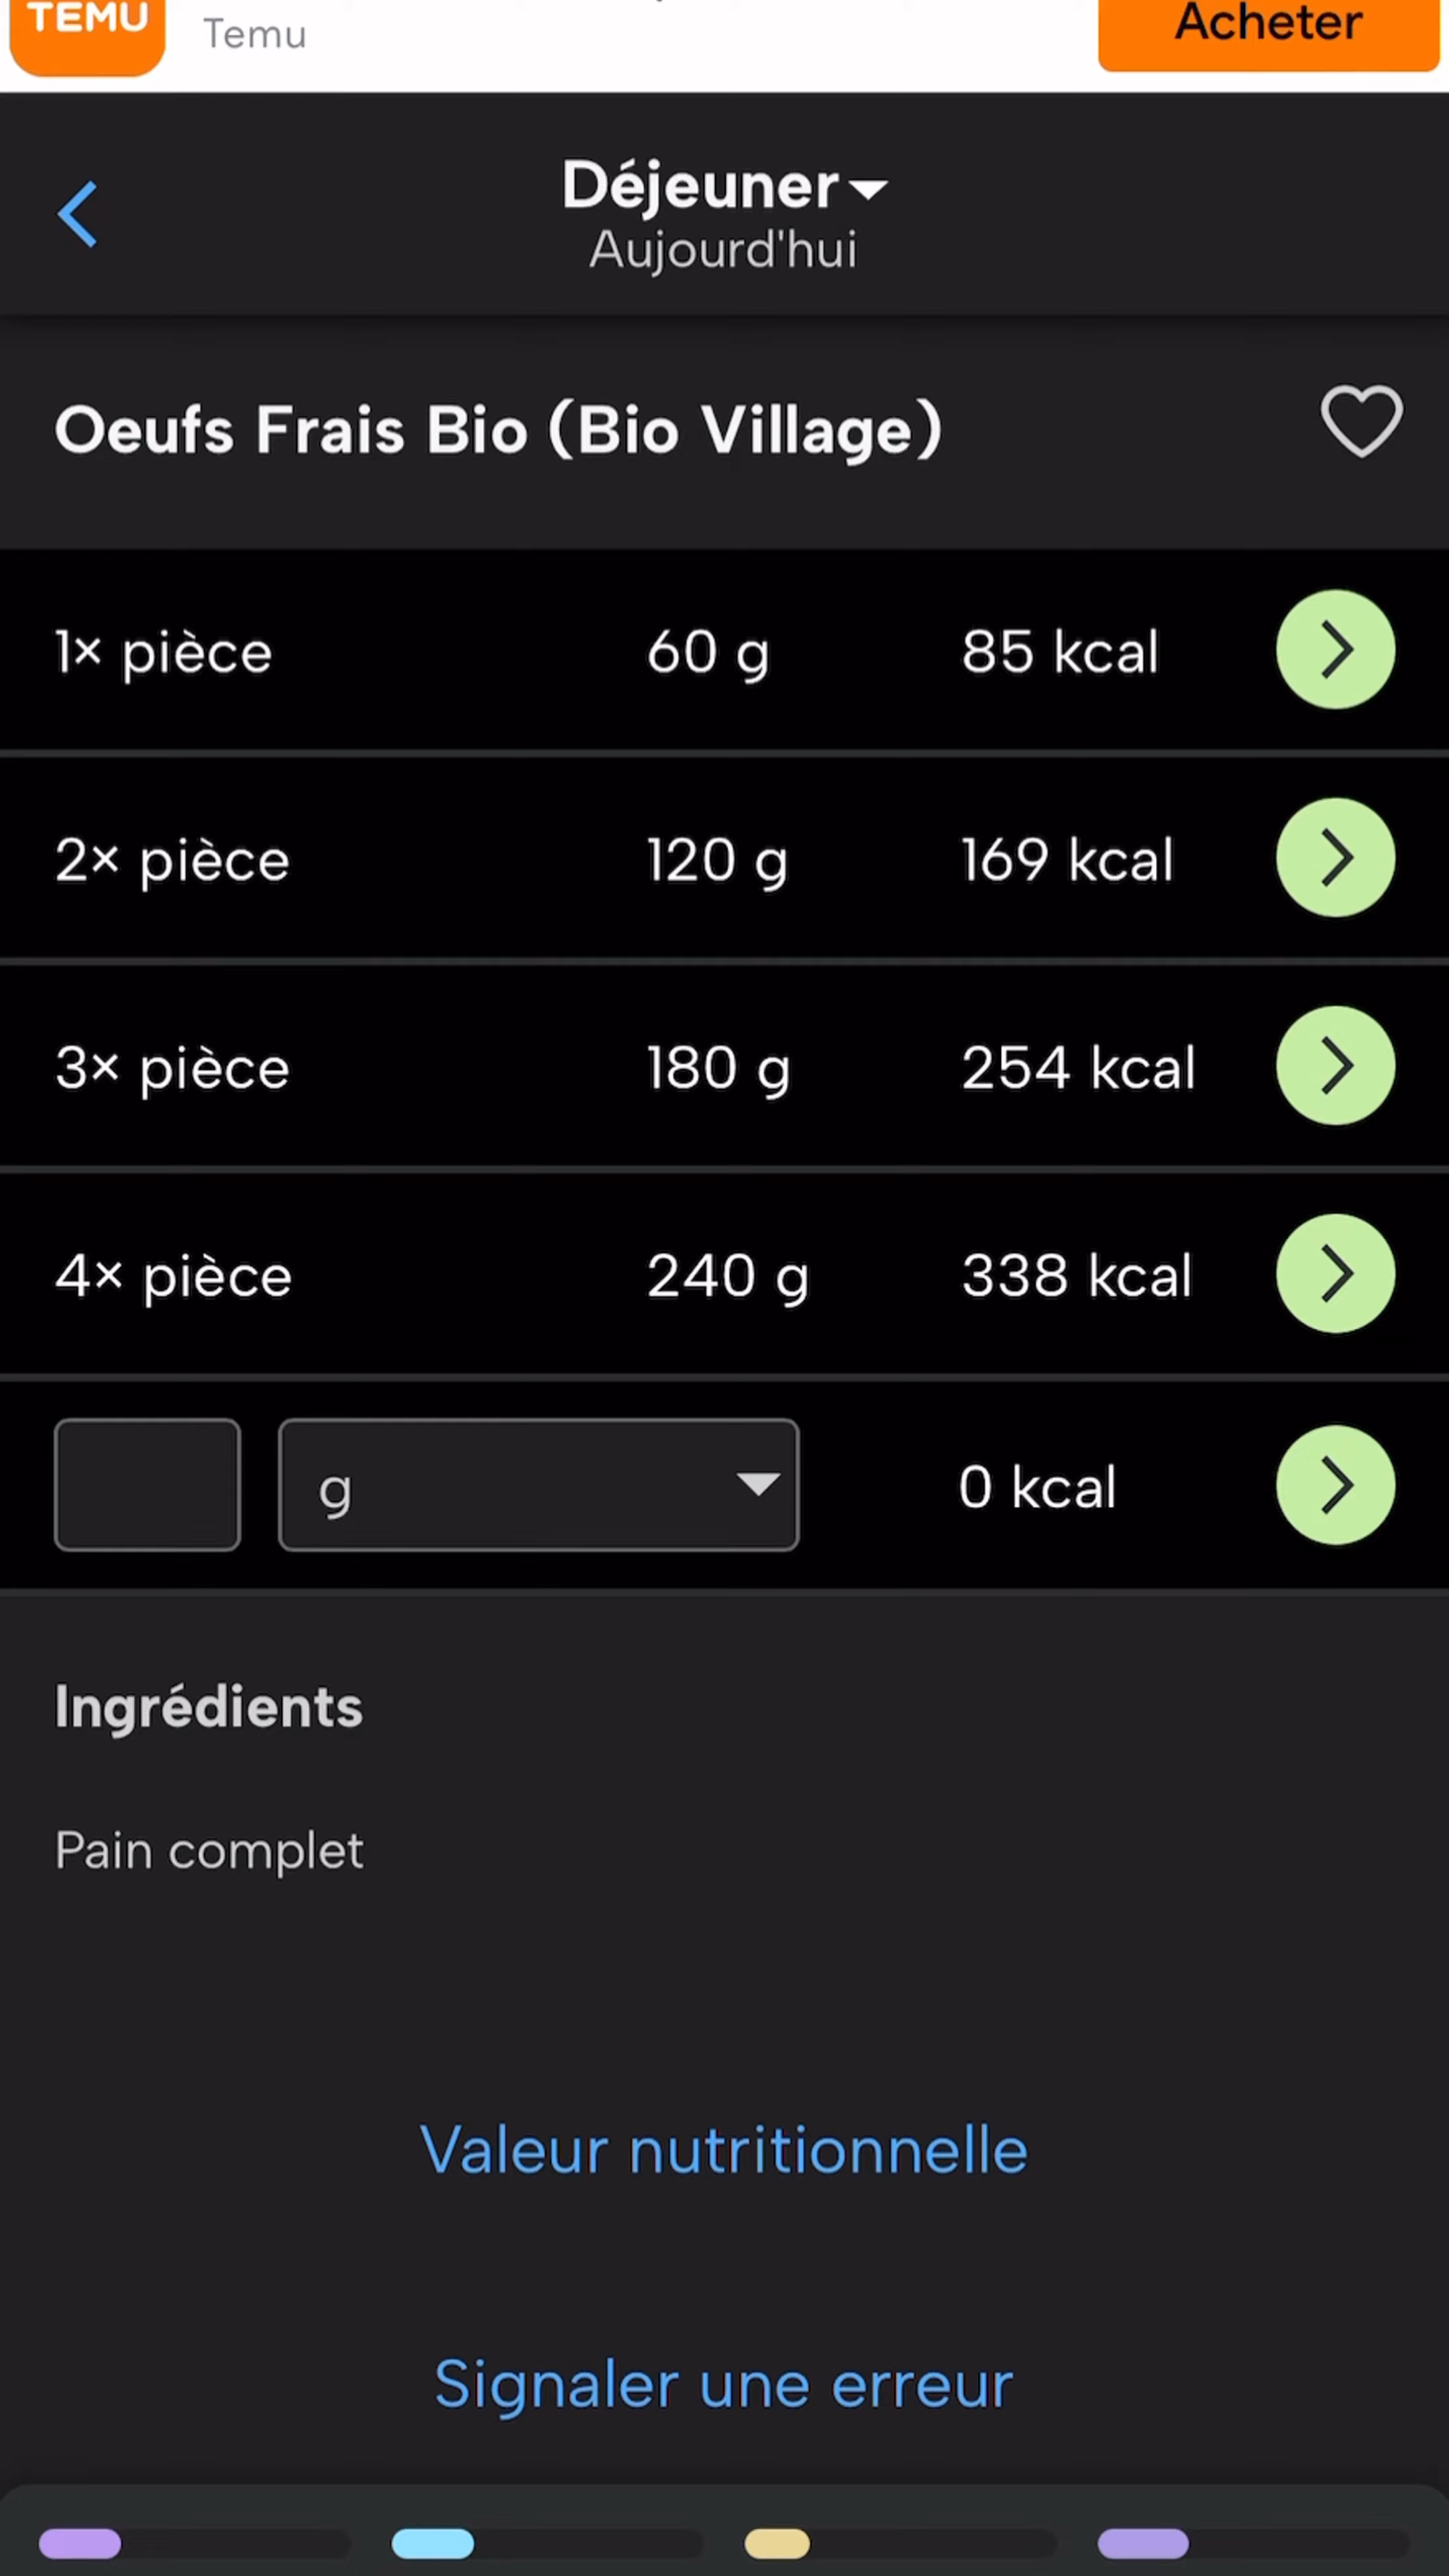 TEMU
Temu
Acheter
Déjeuner
Aujourd'hui
Oeufs Frais Bio (Bio Village)
1× pièce 60 g 85 kcal
2× pièce 120 g 169 kcal
3× pièce 180 g 254 kcal
4× pièce 240 g 338 kcal
g 0 kcal
Ingrédients
Pain complet
Valeur nutritionnelle
Signaler une erreur